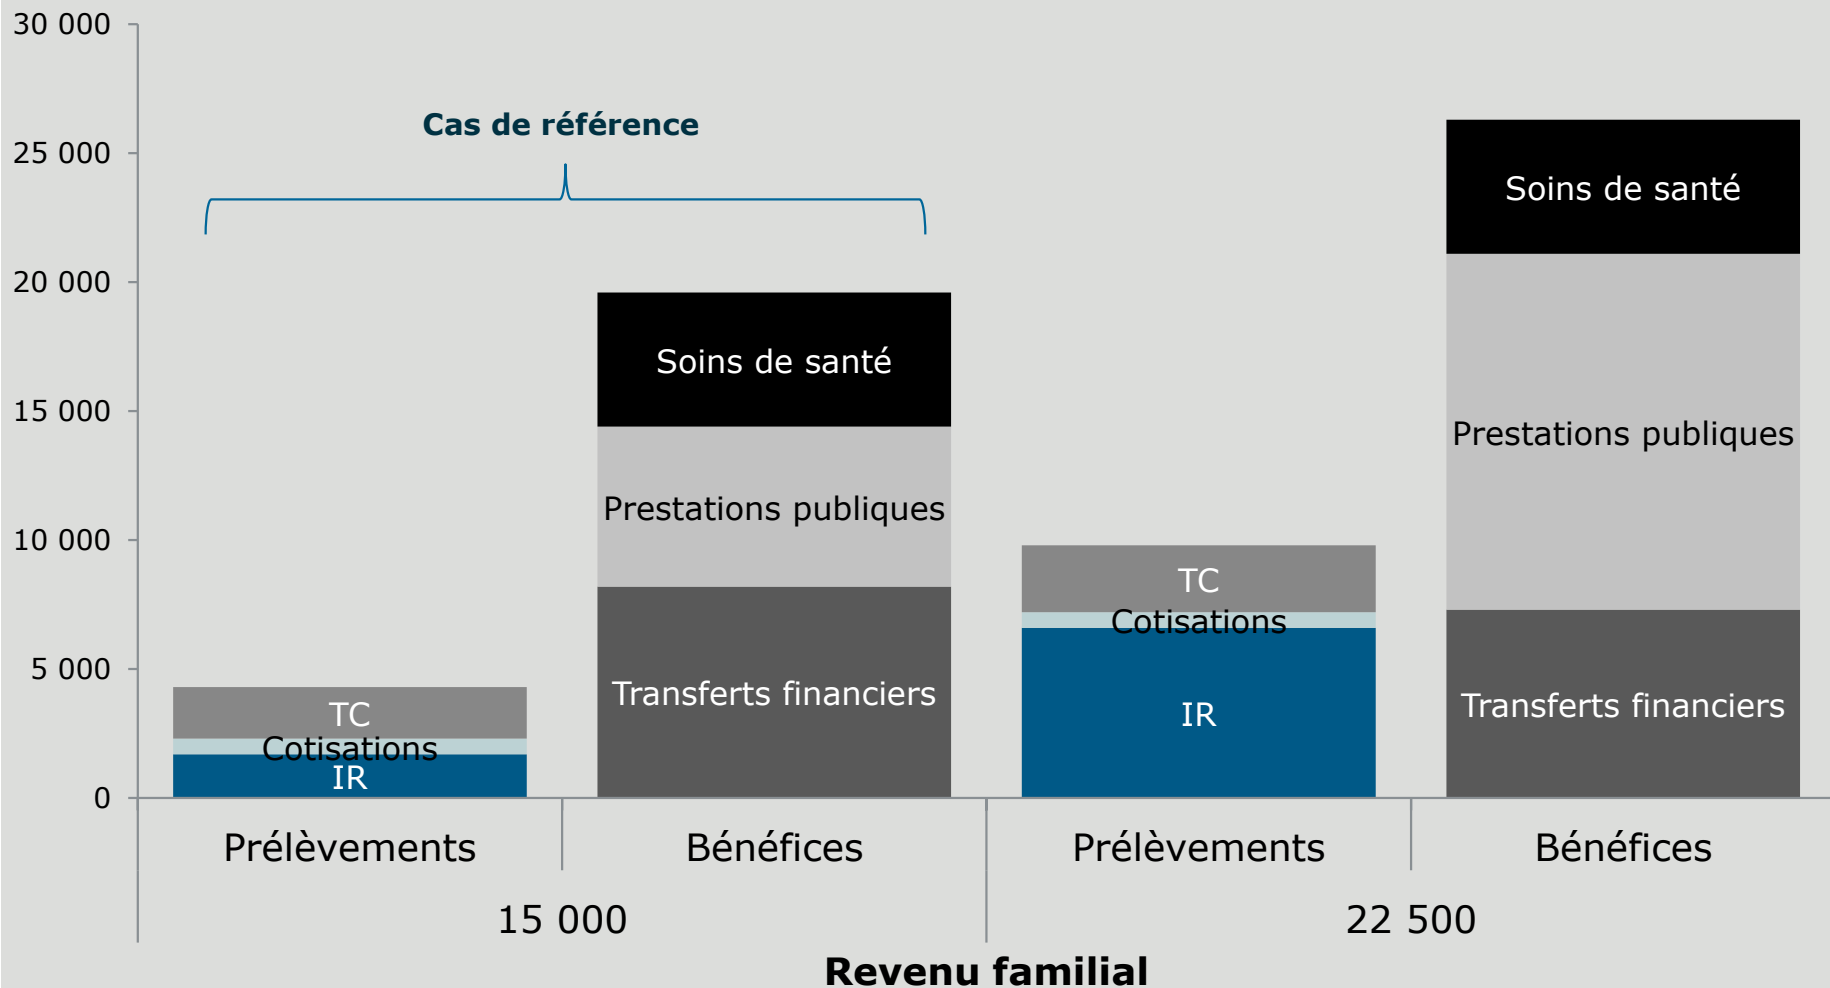 30 000
25 000
20 000
15 000
10 000
5 000
0
Cas de référence
TC
Cotisations
IR
Soins de santé
Prestations publiques
Transferts financiers
TC
Cotisations
IR
Soins de santé
Prestations publiques
Transferts financiers
Prélèvements
Bénéfices
Prélèvements
Bénéfices
15 000
22 500
Revenu familial